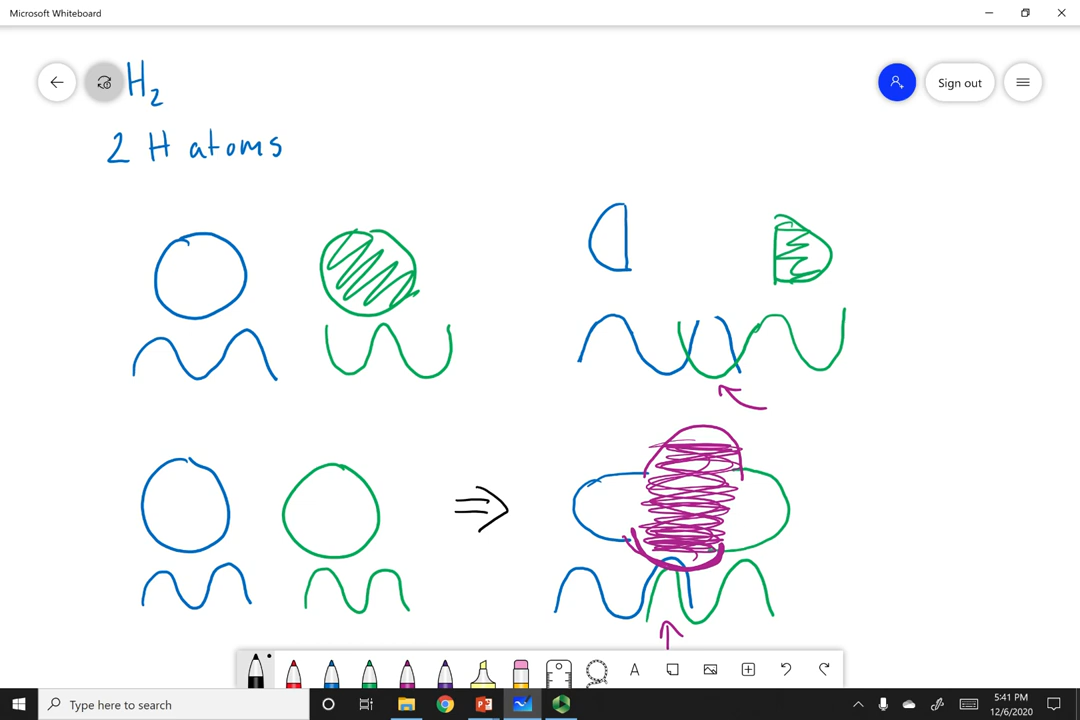 Microsoft Whiteboard
H₂
Sign out
2 H atoms
A
Type here to search
5:41 PM
12/6/2020